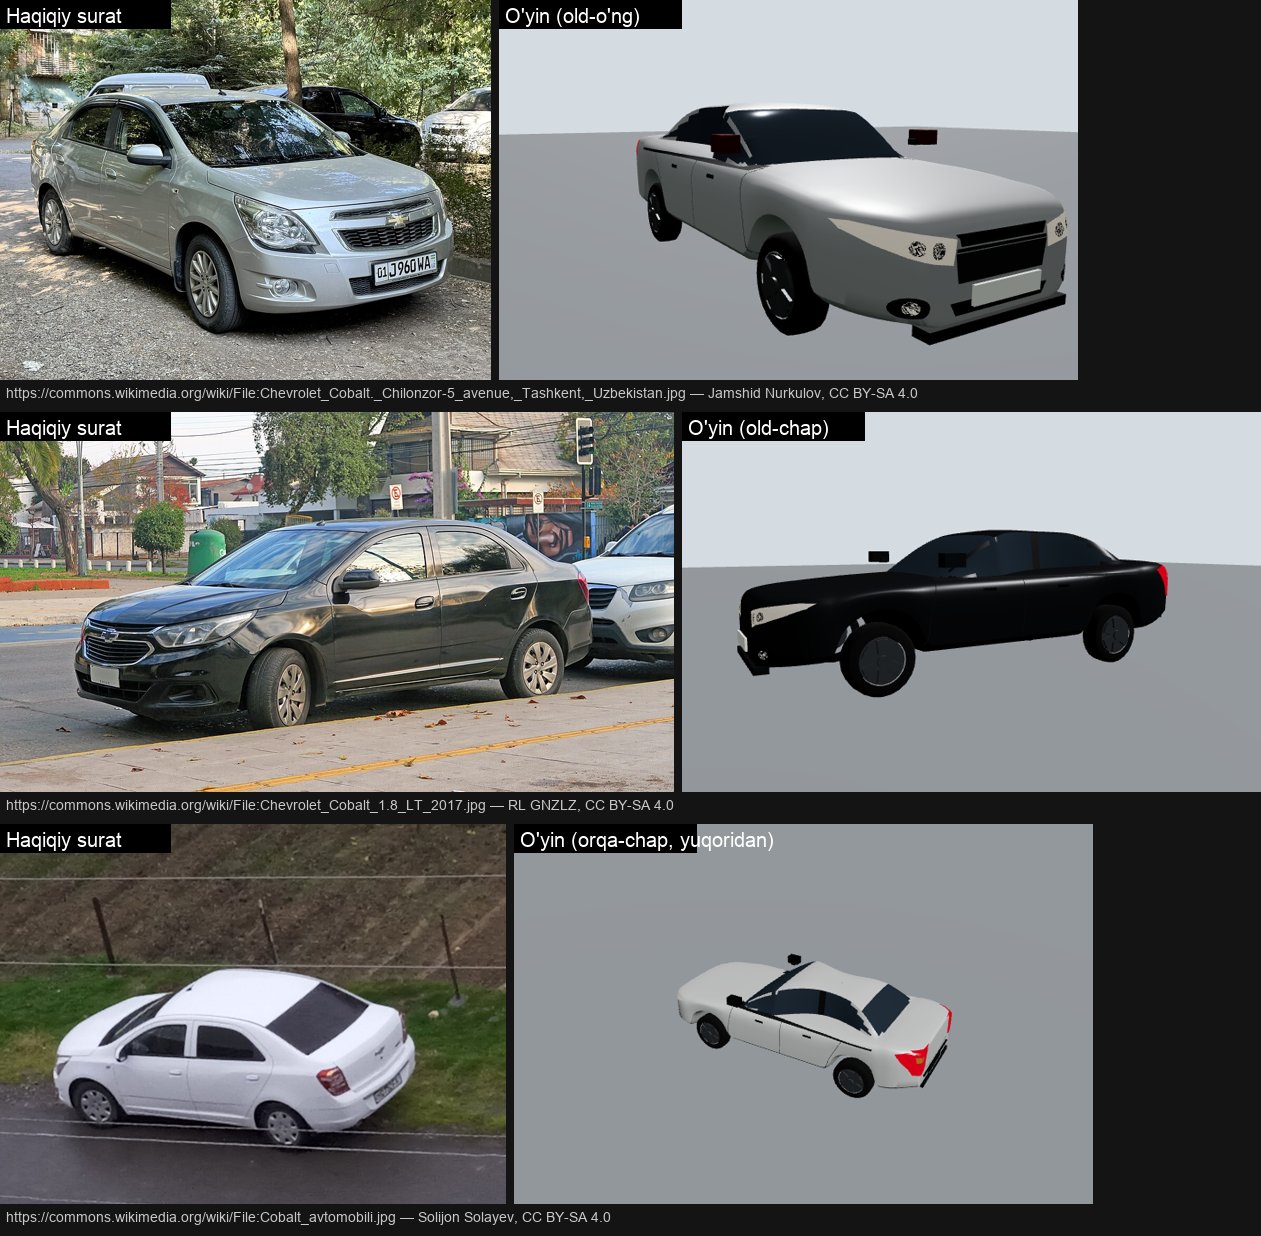 Haqiqiy surat
O'yin (old-o'ng)
01 J960WA
https://commons.wikimedia.org/wiki/File:Chevrolet_Cobalt._Chilonzor-5_avenue,_Tashkent,_Uzbekistan.jpg — Jamshid Nurkulov, CC BY-SA 4.0
Haqiqiy surat
O'yin (old-chap)
https://commons.wikimedia.org/wiki/File:Chevrolet_Cobalt_1.8_LT_2017.jpg — RL GNZLZ, CC BY-SA 4.0
Haqiqiy surat
O'yin (orqa-chap, yuqoridan)
https://commons.wikimedia.org/wiki/File:Cobalt_avtomobili.jpg — Solijon Solayev, CC BY-SA 4.0